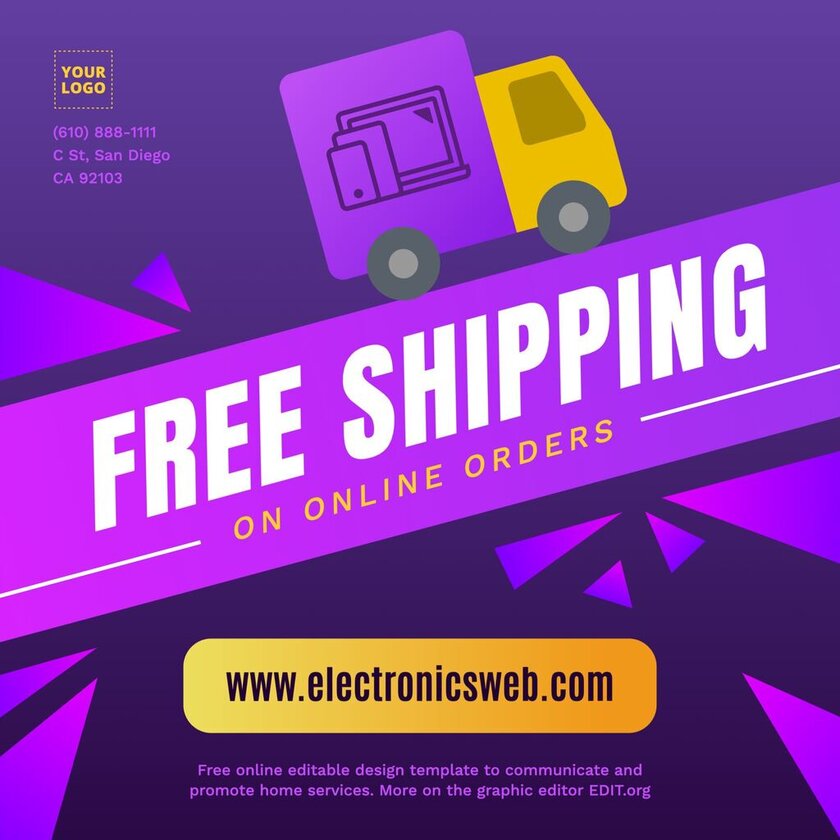 YOUR
LOGO
(610) 888-1111
C St, San Diego
CA 92103
FREE SHIPPING
ON ONLINE ORDERS
www.electronicsweb.com
Free online editable design template to communicate and
promote home services. More on the graphic editor EDIT.org